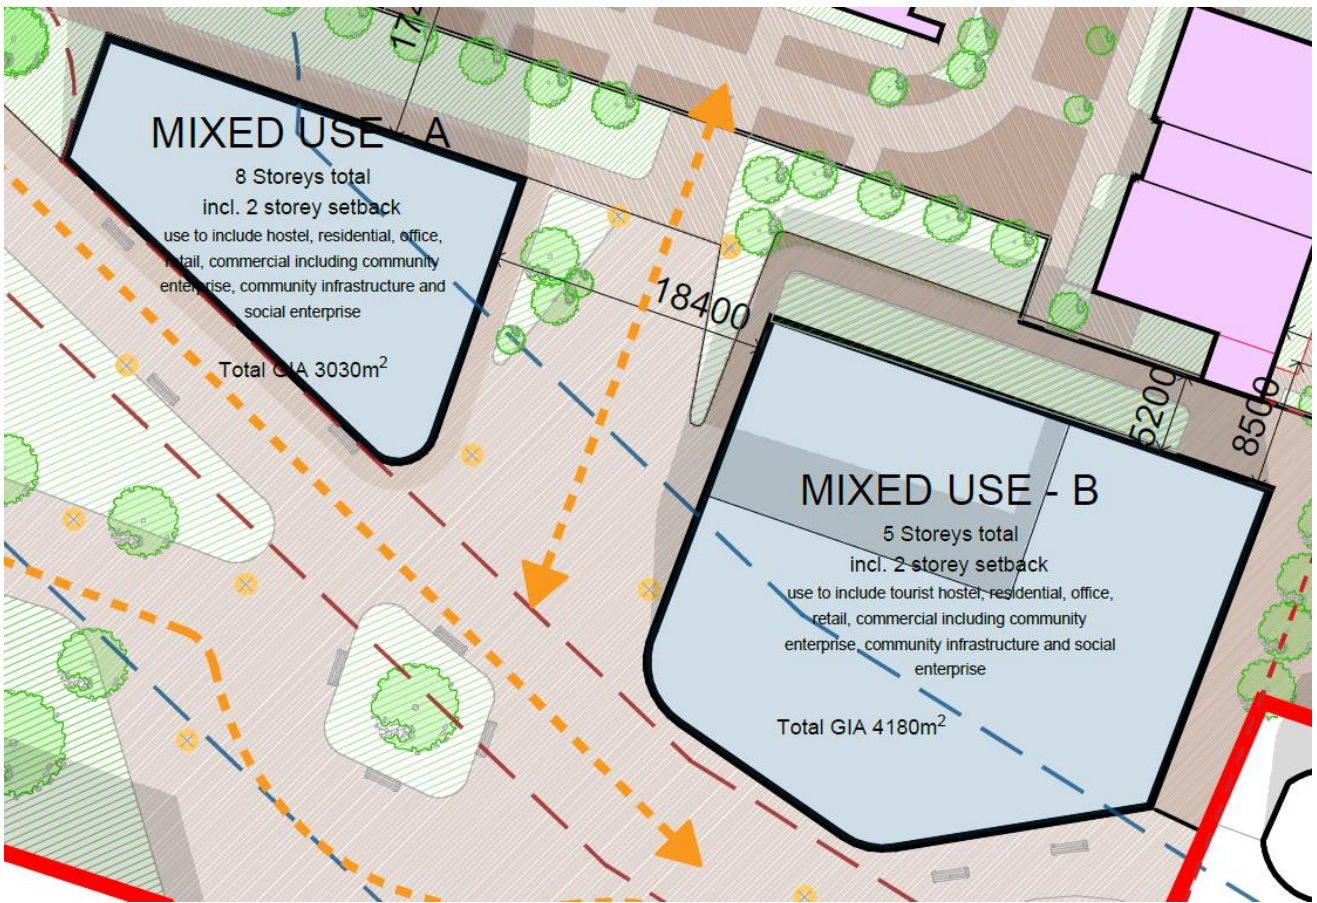 MIXED USE - A
8 Storeys total
incl. 2 storey setback
use to include hostel, residential, office,
retail, commercial including community
enterprise, community infrastructure and
social enterprise
Total GIA 3030m²
18400
5200
8500
MIXED USE - B
5 Storeys total
incl. 2 storey setback
use to include tourist hostel, residential, office,
retail, commercial including community
enterprise, community infrastructure and social
enterprise
Total GIA 4180m²